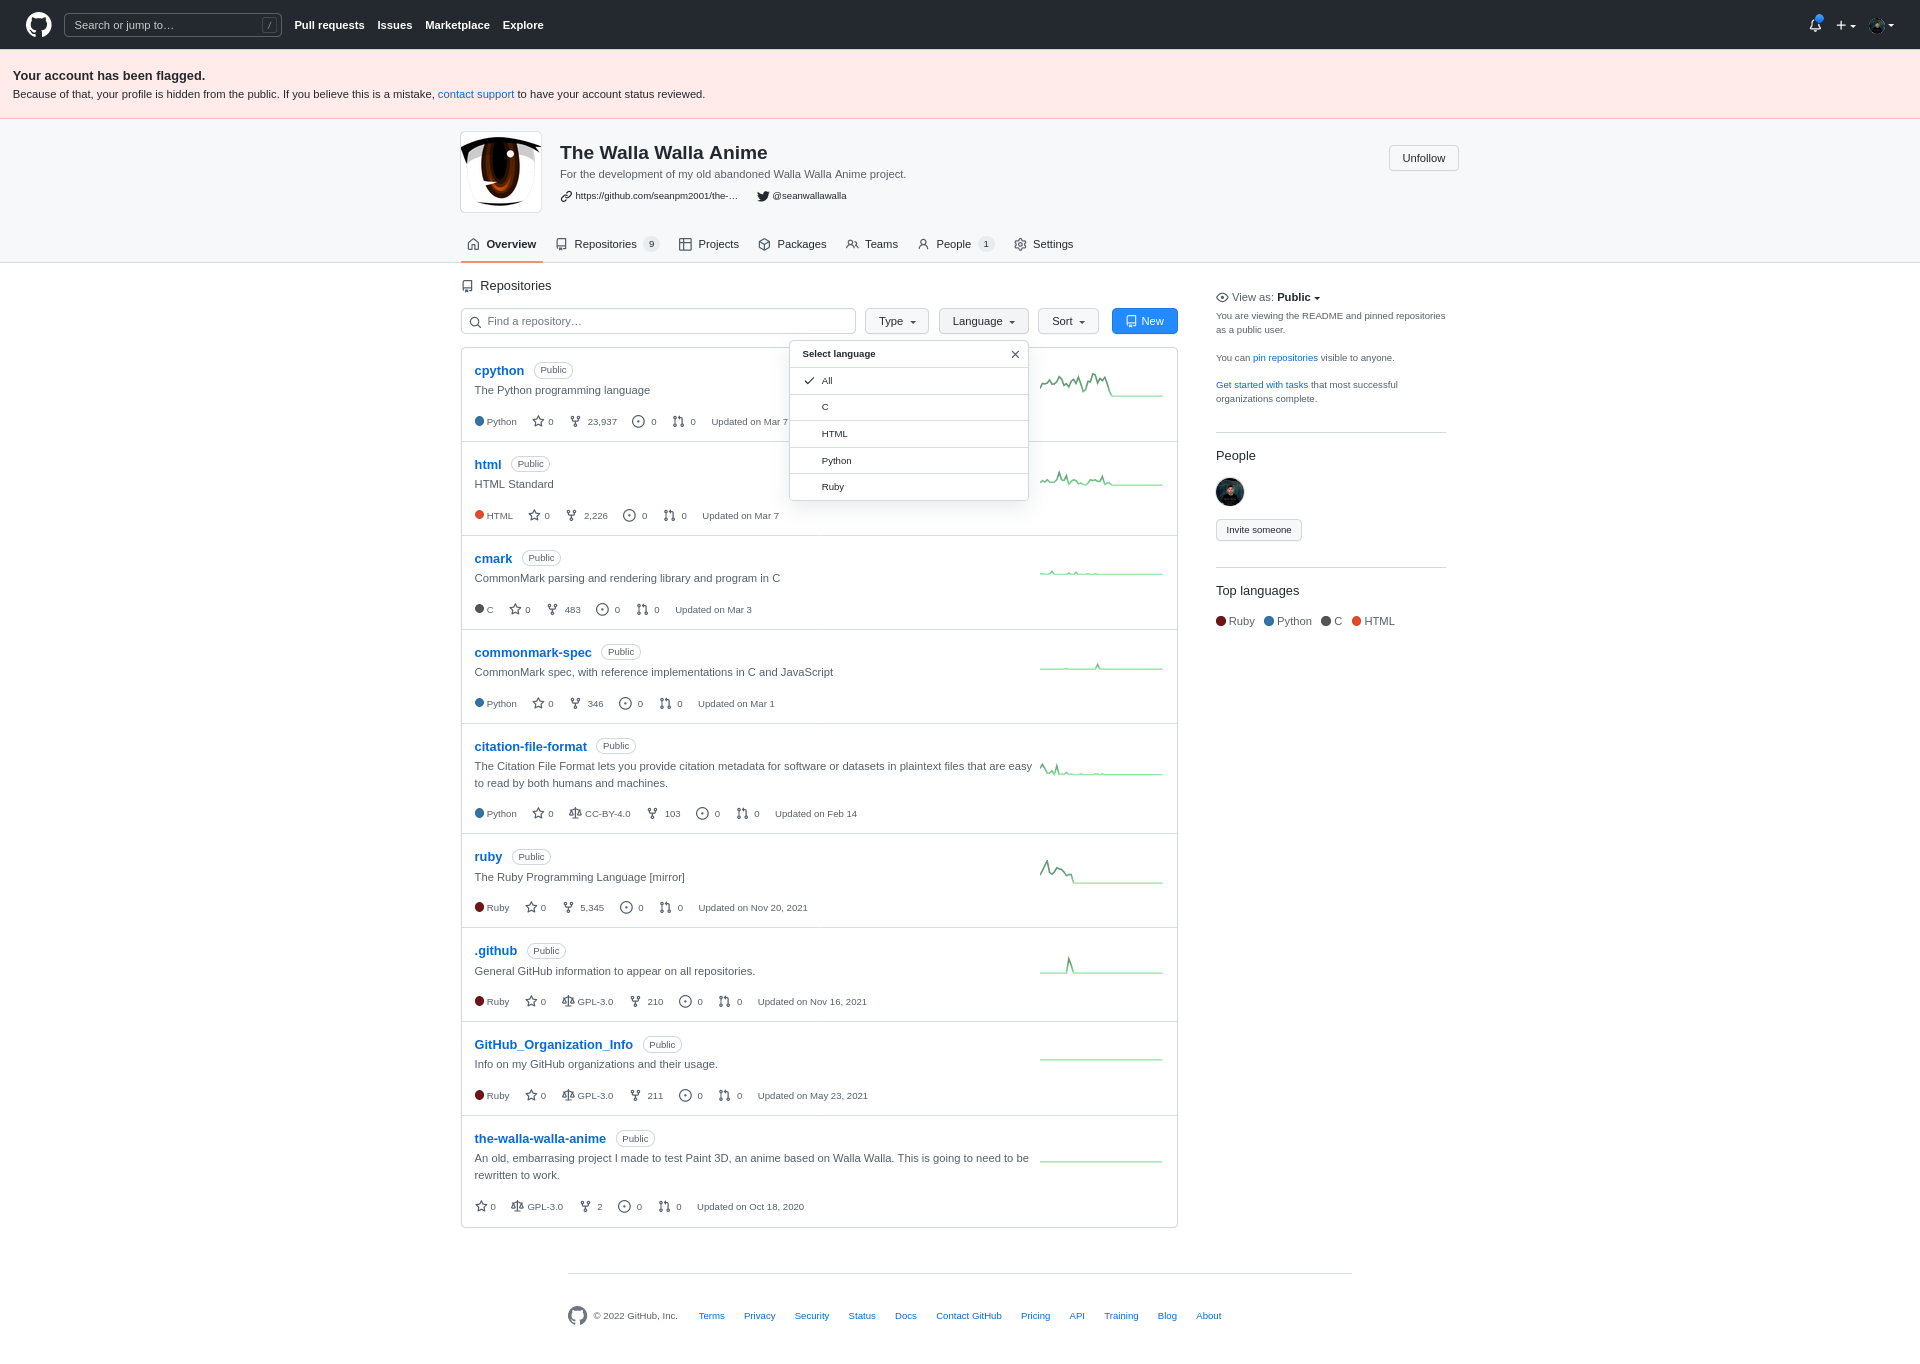 Search or jump to…
/
Pull requests Issues Marketplace Explore
Your account has been flagged.
Because of that, your profile is hidden from the public. If you believe this is a mistake, contact support to have your account status reviewed.
The Walla Walla Anime
For the development of my old abandoned Walla Walla Anime project.
https://github.com/seanpm2001/the-… @seanwallawalla
Unfollow
Overview Repositories 9 Projects Packages Teams People 1 Settings
Repositories
Find a repository… Type Language Sort New
Select language
All
C
HTML
Python
Ruby
cpython Public
The Python programming language
Python 0 23,937 0 0 Updated on Mar 7
html Public
HTML Standard
HTML 0 2,226 0 0 Updated on Mar 7
cmark Public
CommonMark parsing and rendering library and program in C
C 0 483 0 0 Updated on Mar 3
commonmark-spec Public
CommonMark spec, with reference implementations in C and JavaScript
Python 0 346 0 0 Updated on Mar 1
citation-file-format Public
The Citation File Format lets you provide citation metadata for software or datasets in plaintext files that are easy
to read by both humans and machines.
Python 0 CC-BY-4.0 103 0 0 Updated on Feb 14
ruby Public
The Ruby Programming Language [mirror]
Ruby 0 5,345 0 0 Updated on Nov 20, 2021
.github Public
General GitHub information to appear on all repositories.
Ruby 0 GPL-3.0 210 0 0 Updated on Nov 16, 2021
GitHub_Organization_Info Public
Info on my GitHub organizations and their usage.
Ruby 0 GPL-3.0 211 0 0 Updated on May 23, 2021
the-walla-walla-anime Public
An old, embarrasing project I made to test Paint 3D, an anime based on Walla Walla. This is going to need to be
rewritten to work.
0 GPL-3.0 2 0 0 Updated on Oct 18, 2020
View as: Public
You are viewing the README and pinned repositories
as a public user.
You can pin repositories visible to anyone.
Get started with tasks that most successful
organizations complete.
People
Invite someone
Top languages
Ruby Python C HTML
© 2022 GitHub, Inc. Terms Privacy Security Status Docs Contact GitHub Pricing API Training Blog About